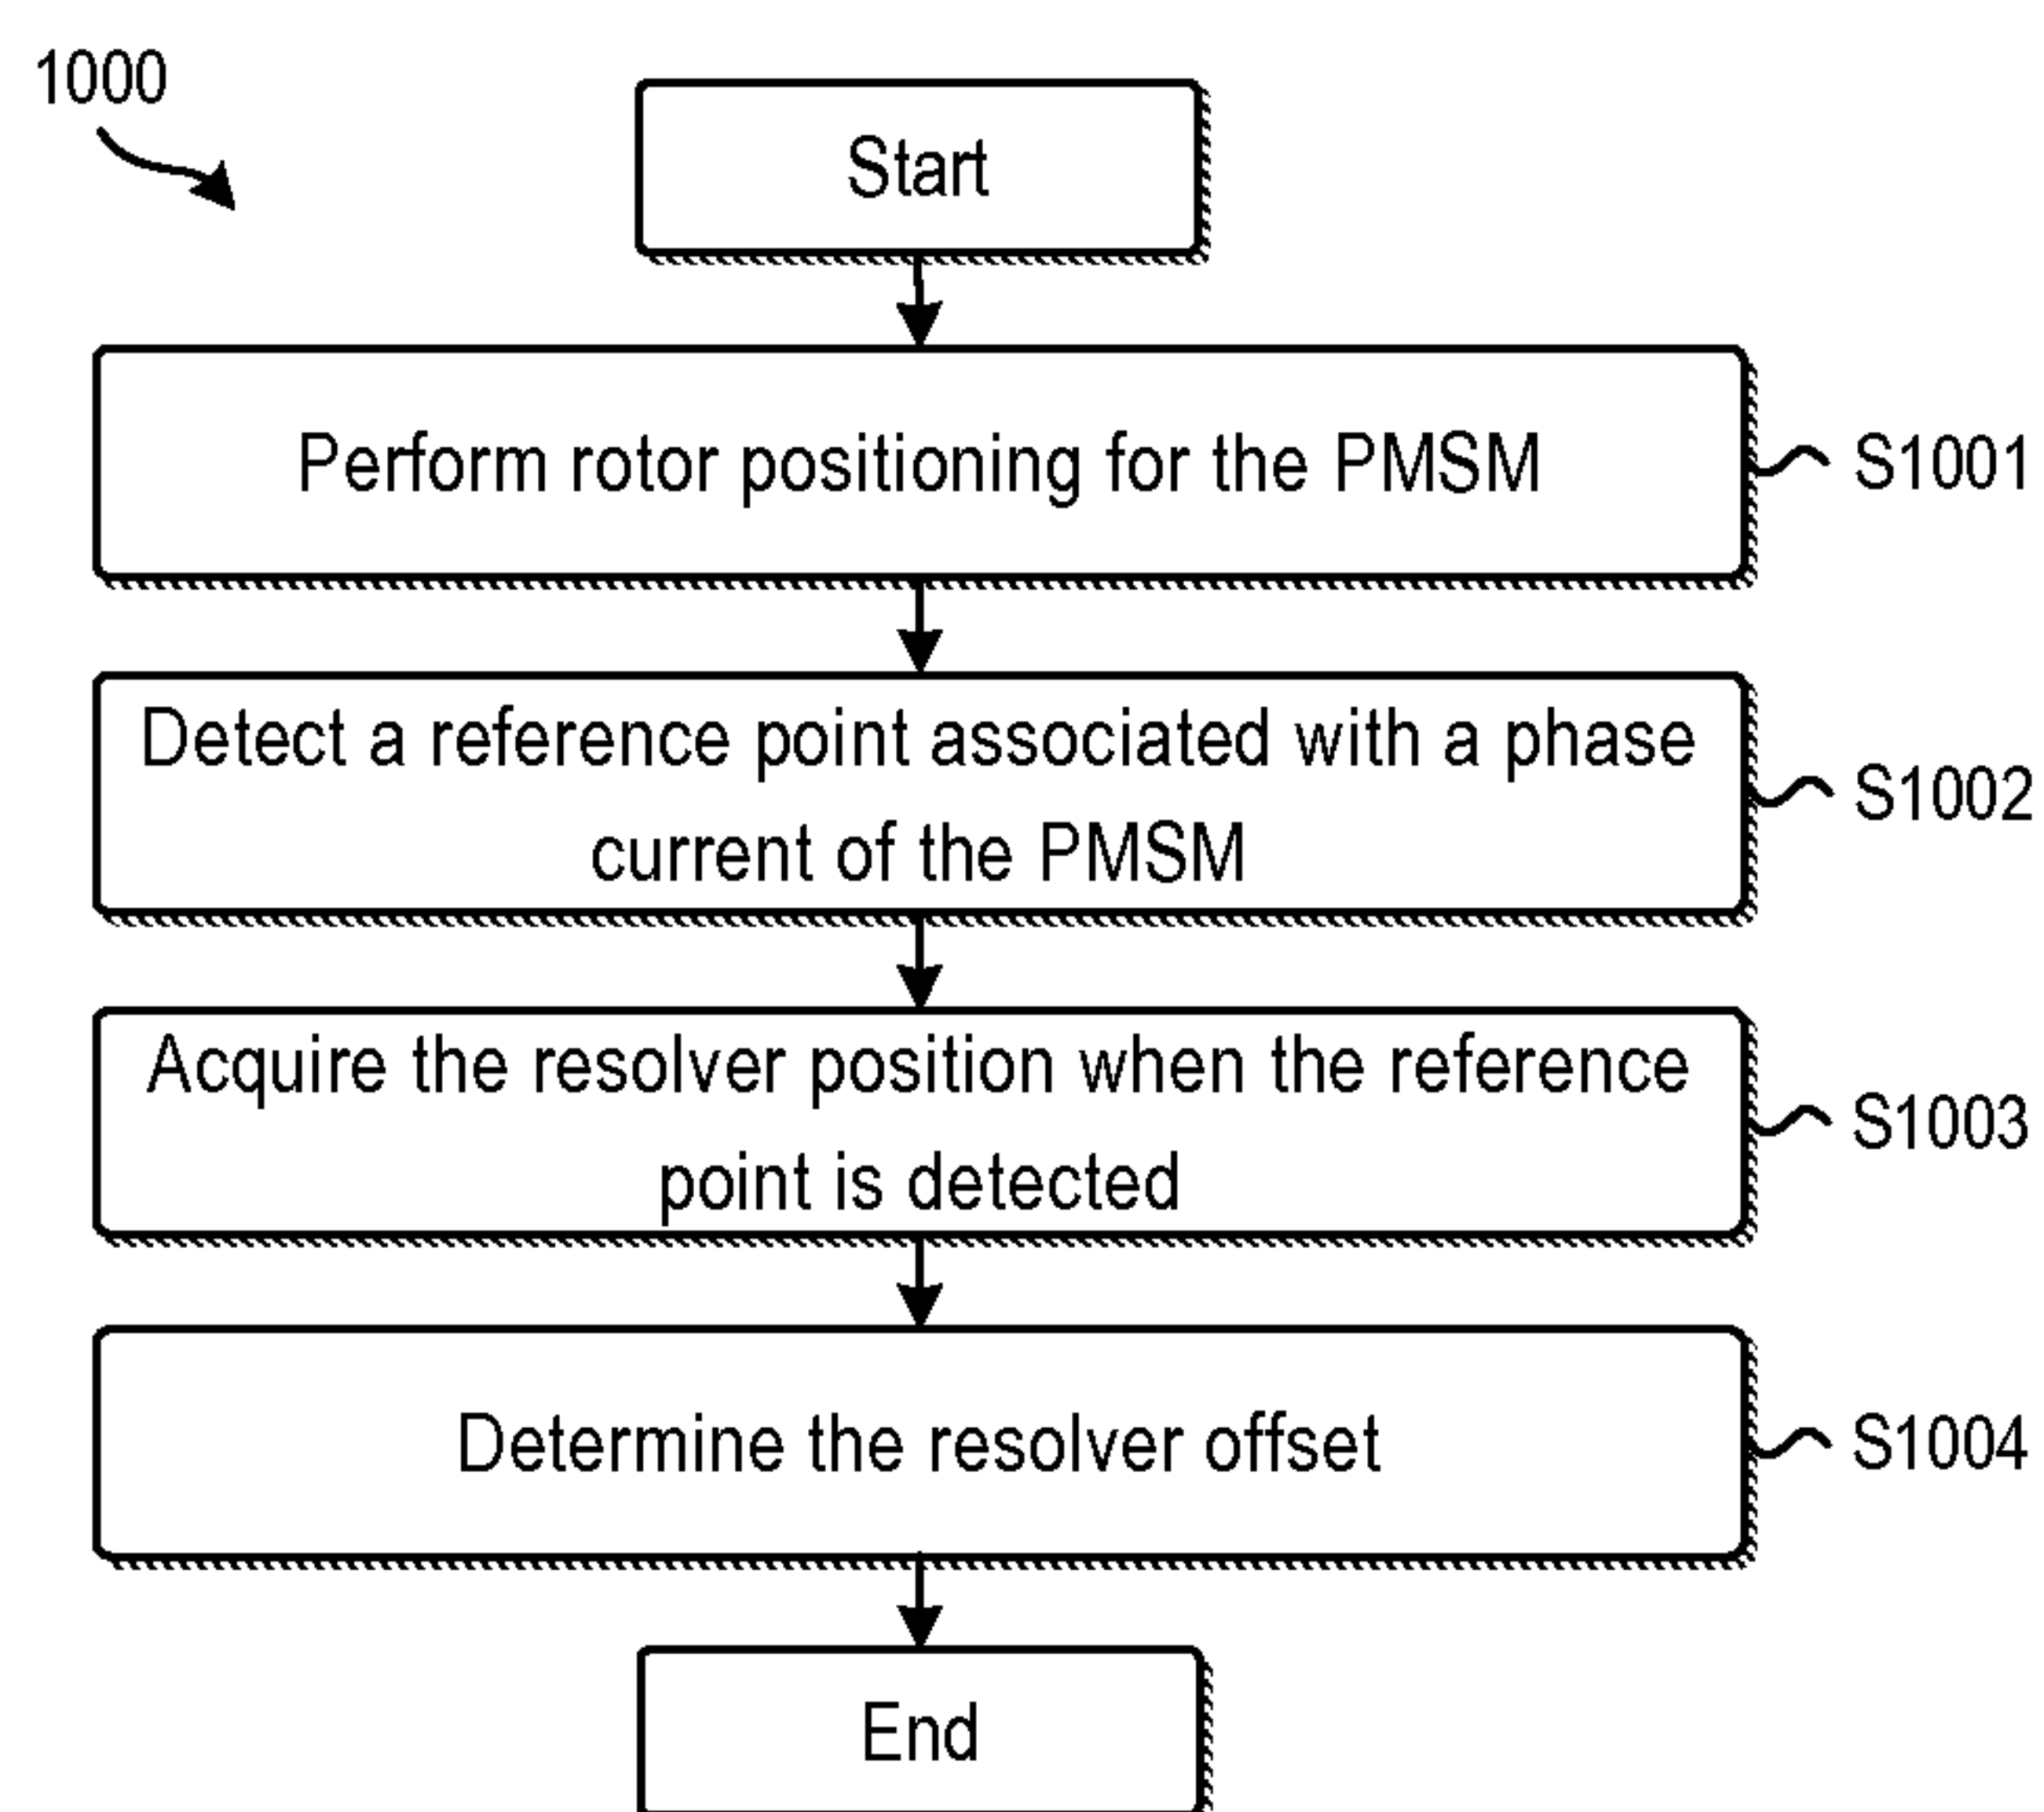 1000
Start
Perform rotor positioning for the PMSM
S1001
Detect a reference point associated with a phase
current of the PMSM
S1002
Acquire the resolver position when the reference
point is detected
S1003
Determine the resolver offset
S1004
End